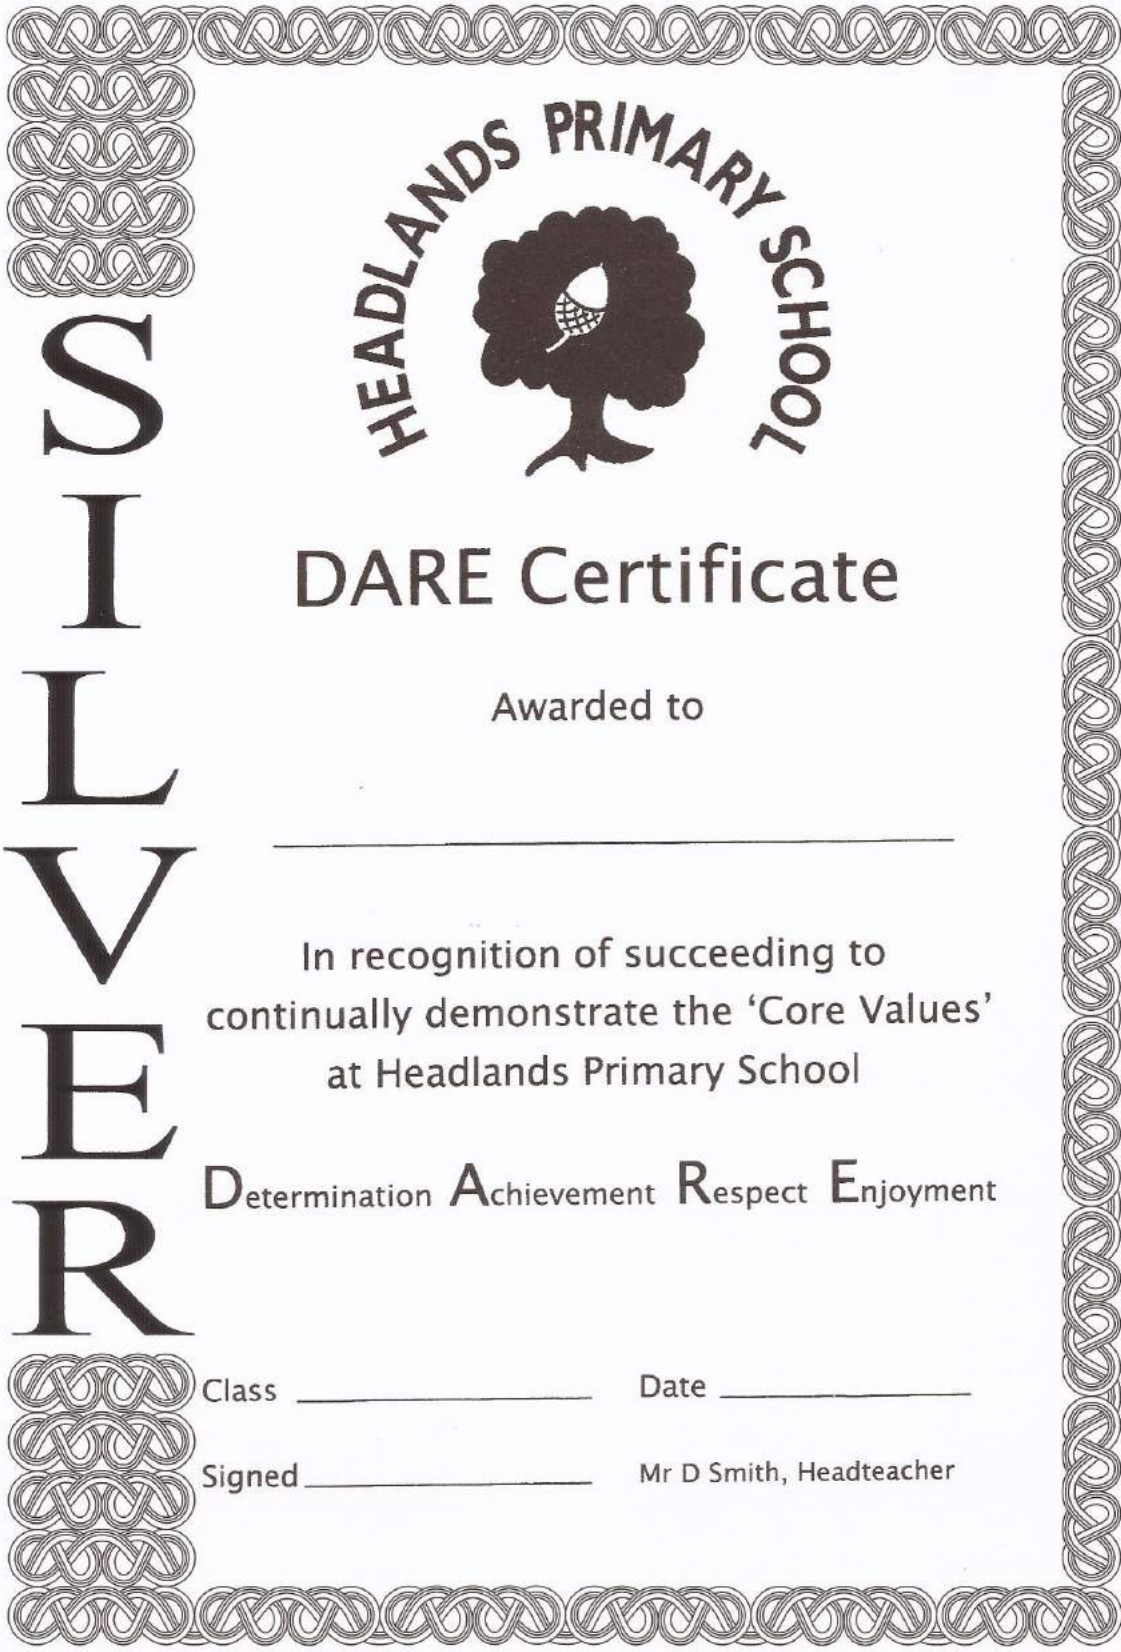 HEADLANDS PRIMARY SCHOOL
SILVER
DARE Certificate
Awarded to
In recognition of succeeding to
continually demonstrate the ‘Core Values’
at Headlands Primary School
Determination Achievement Respect Enjoyment
Class Date
Signed Mr D Smith, Headteacher